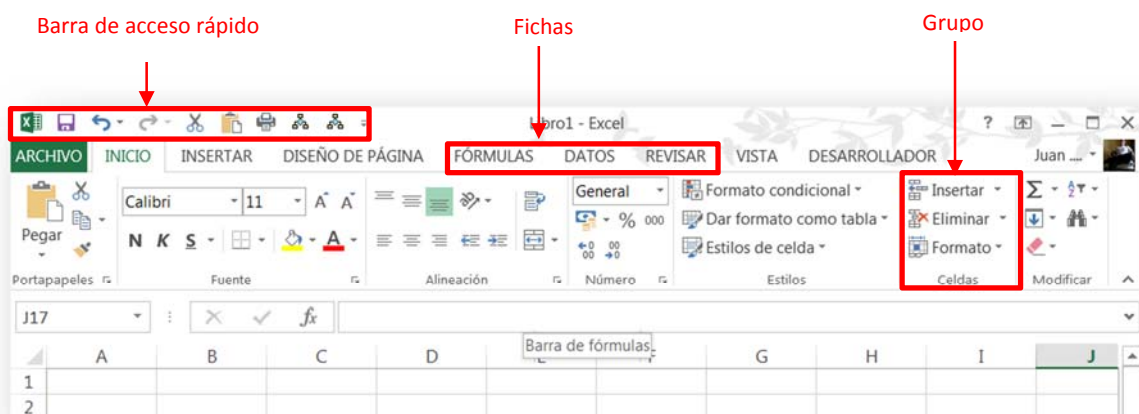 Barra de acceso rápido Fichas Grupo
Libro1 - Excel ?
ARCHIVO INICIO INSERTAR DISEÑO DE PÁGINA FÓRMULAS DATOS REVISAR VISTA DESARROLLADOR Juan ....
Calibri 11 A A General Formato condicional Insertar Σ
Pegar % 000 Dar formato como tabla Eliminar
N K S A Estilos de celda Formato
Portapapeles Fuente Alineación Número Estilos Celdas Modificar
J17 fx
Barra de fórmulas
A B C D E F G H I J
1
2